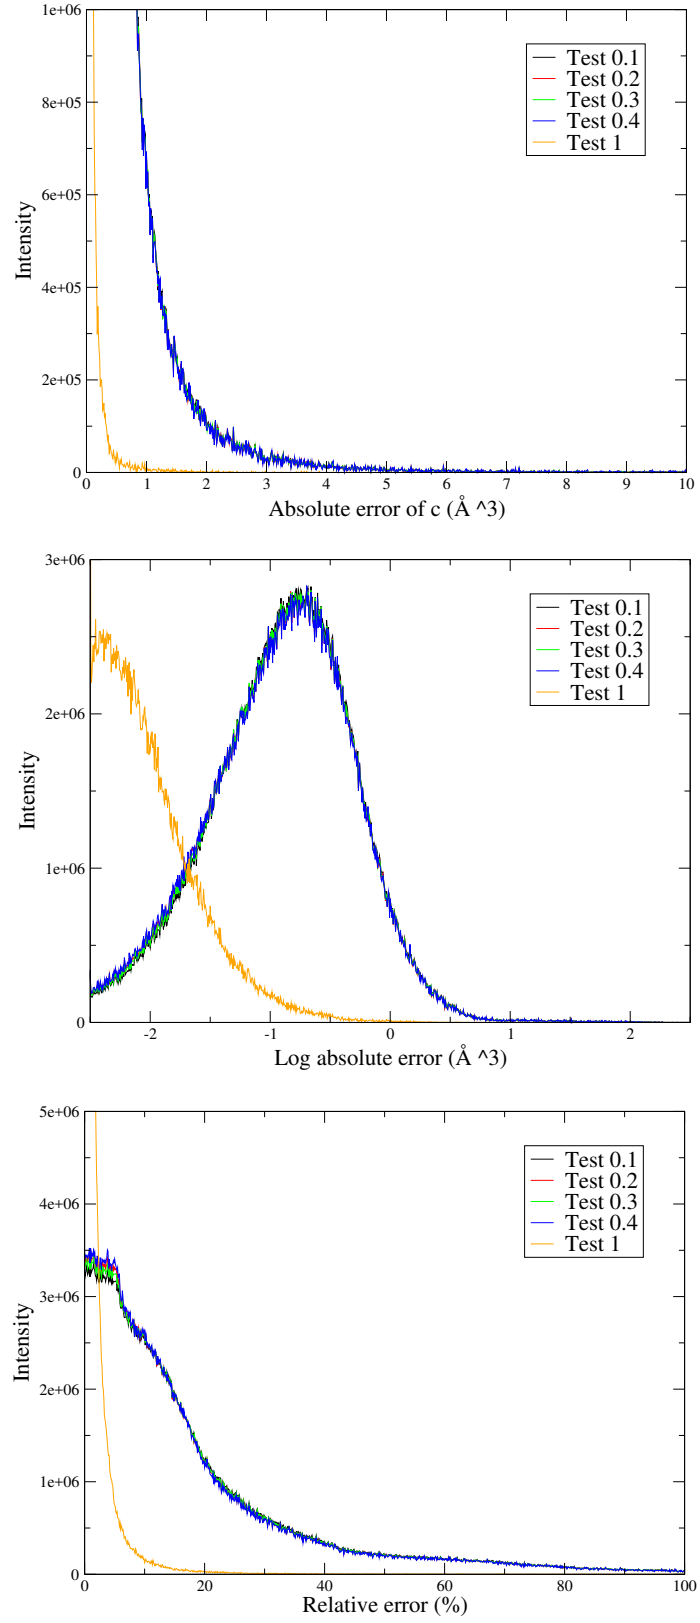 1e+06
8e+05
6e+05
4e+05
2e+05
0
Intensity
Test 0.1
Test 0.2
Test 0.3
Test 0.4
Test 1
0 1 2 3 4 5 6 7 8 9 10
Absolute error of c (Å ^3)
3e+06
2e+06
1e+06
0
Intensity
Test 0.1
Test 0.2
Test 0.3
Test 0.4
Test 1
-2 -1 0 1 2
Log absolute error (Å ^3)
5e+06
4e+06
3e+06
2e+06
1e+06
0
Intensity
Test 0.1
Test 0.2
Test 0.3
Test 0.4
Test 1
0 20 40 60 80 100
Relative error (%)